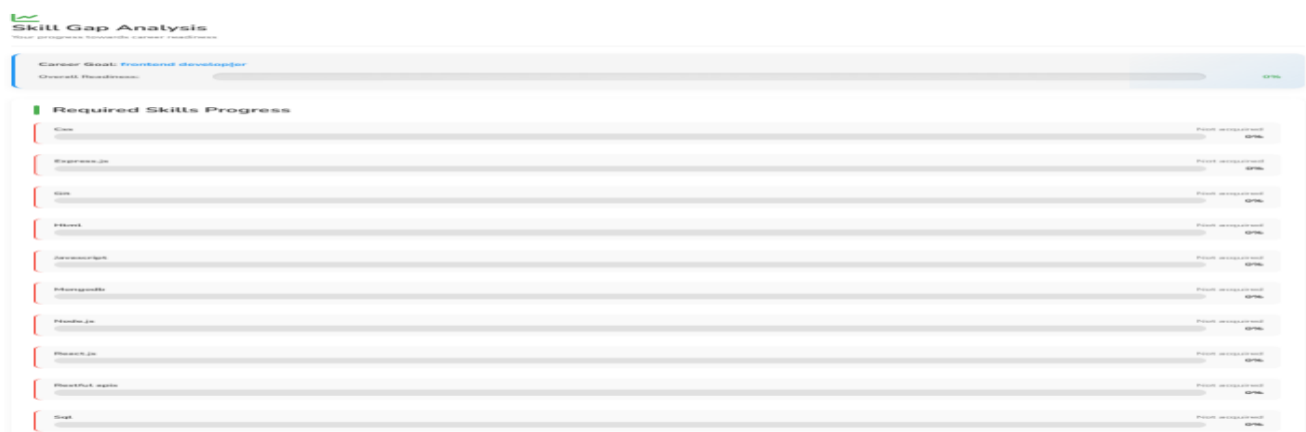 Skill Gap Analysis
Your progress towards career readiness
Career Goal: frontend developer
Overall Readiness: 0%
Required Skills Progress
Css Not acquired
0%
Express.js Not acquired
0%
Git Not acquired
0%
Html Not acquired
0%
Javascript Not acquired
0%
Mongodb Not acquired
0%
Node.js Not acquired
0%
React.js Not acquired
0%
Restful apis Not acquired
0%
Sql Not acquired
0%